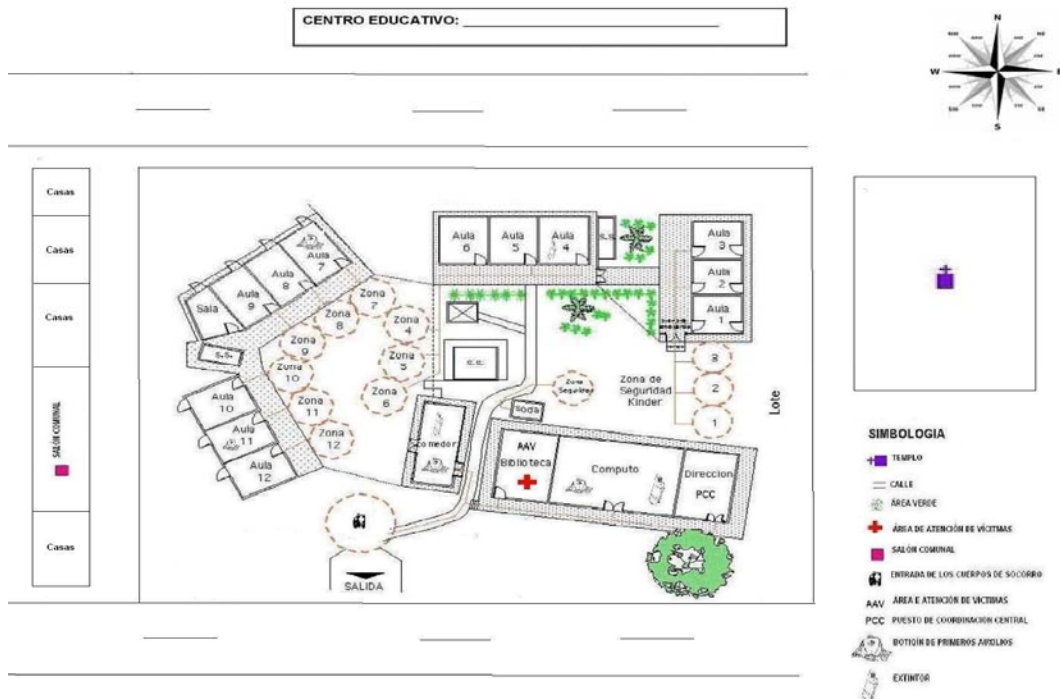 CENTRO EDUCATIVO:
N
W
S
Casas
Casas
Casas
SALÓN COMUNAL
Casas
Aula
7
Aula
8
Aula
9
Sala
S.S.
Aula
10
Aula
11
Aula
12
Zona
7
Zona
8
Zona
4
Zona
9
Zona
5
Zona
10
Zona
6
Zona
11
Zona
12
Aula
6
Aula
5
Aula
4
S.S.
Aula
3
Aula
2
Aula
1
3
2
1
Zona de
Seguridad
Kinder
Zona
Soda
comedor
AAV
Biblioteca
Computo
Direccion
PCC
SALIDA
Lote
SIMBOLOGIA
TEMPLO
CALLE
ÁREA VERDE
ÁREA DE ATENCIÓN DE VÍCITMAS
SALÓN COMUNAL
ENTRADA DE LOS CUERPOS DE SOCORRO
AAV ÁREA E ATENCIÓN DE VÍCTIMAS
PCC PUESTO DE COORDINACIÓN CENTRAL
BOTIQIN DE PRIMEROS AUXILIOS
EXTINTOR